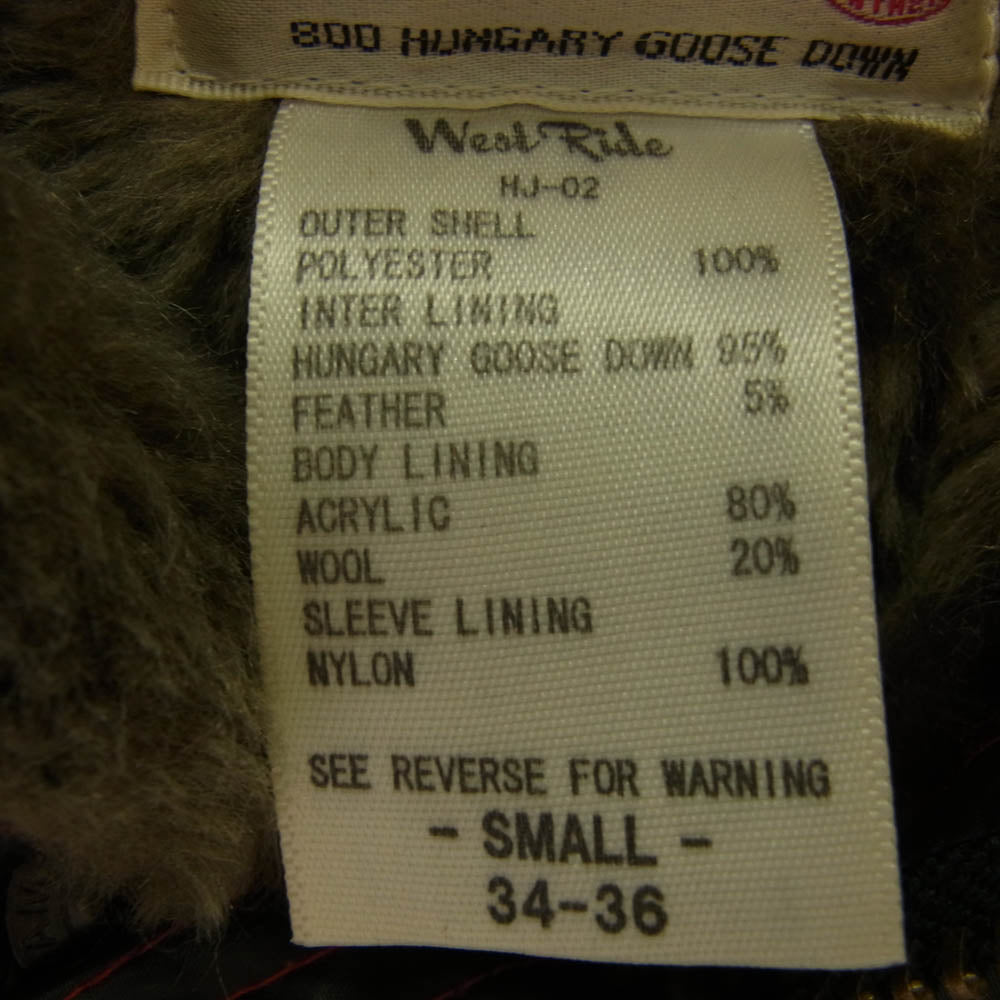 800 HUNGARY GOOSE DOWN
West Ride
HJ-02
OUTER SHELL
POLYESTER 100%
INTER LINING
HUNGARY GOOSE DOWN 95%
FEATHER 5%
BODY LINING
ACRYLIC 80%
WOOL 20%
SLEEVE LINING
NYLON 100%
SEE REVERSE FOR WARNING
- SMALL -
34-36